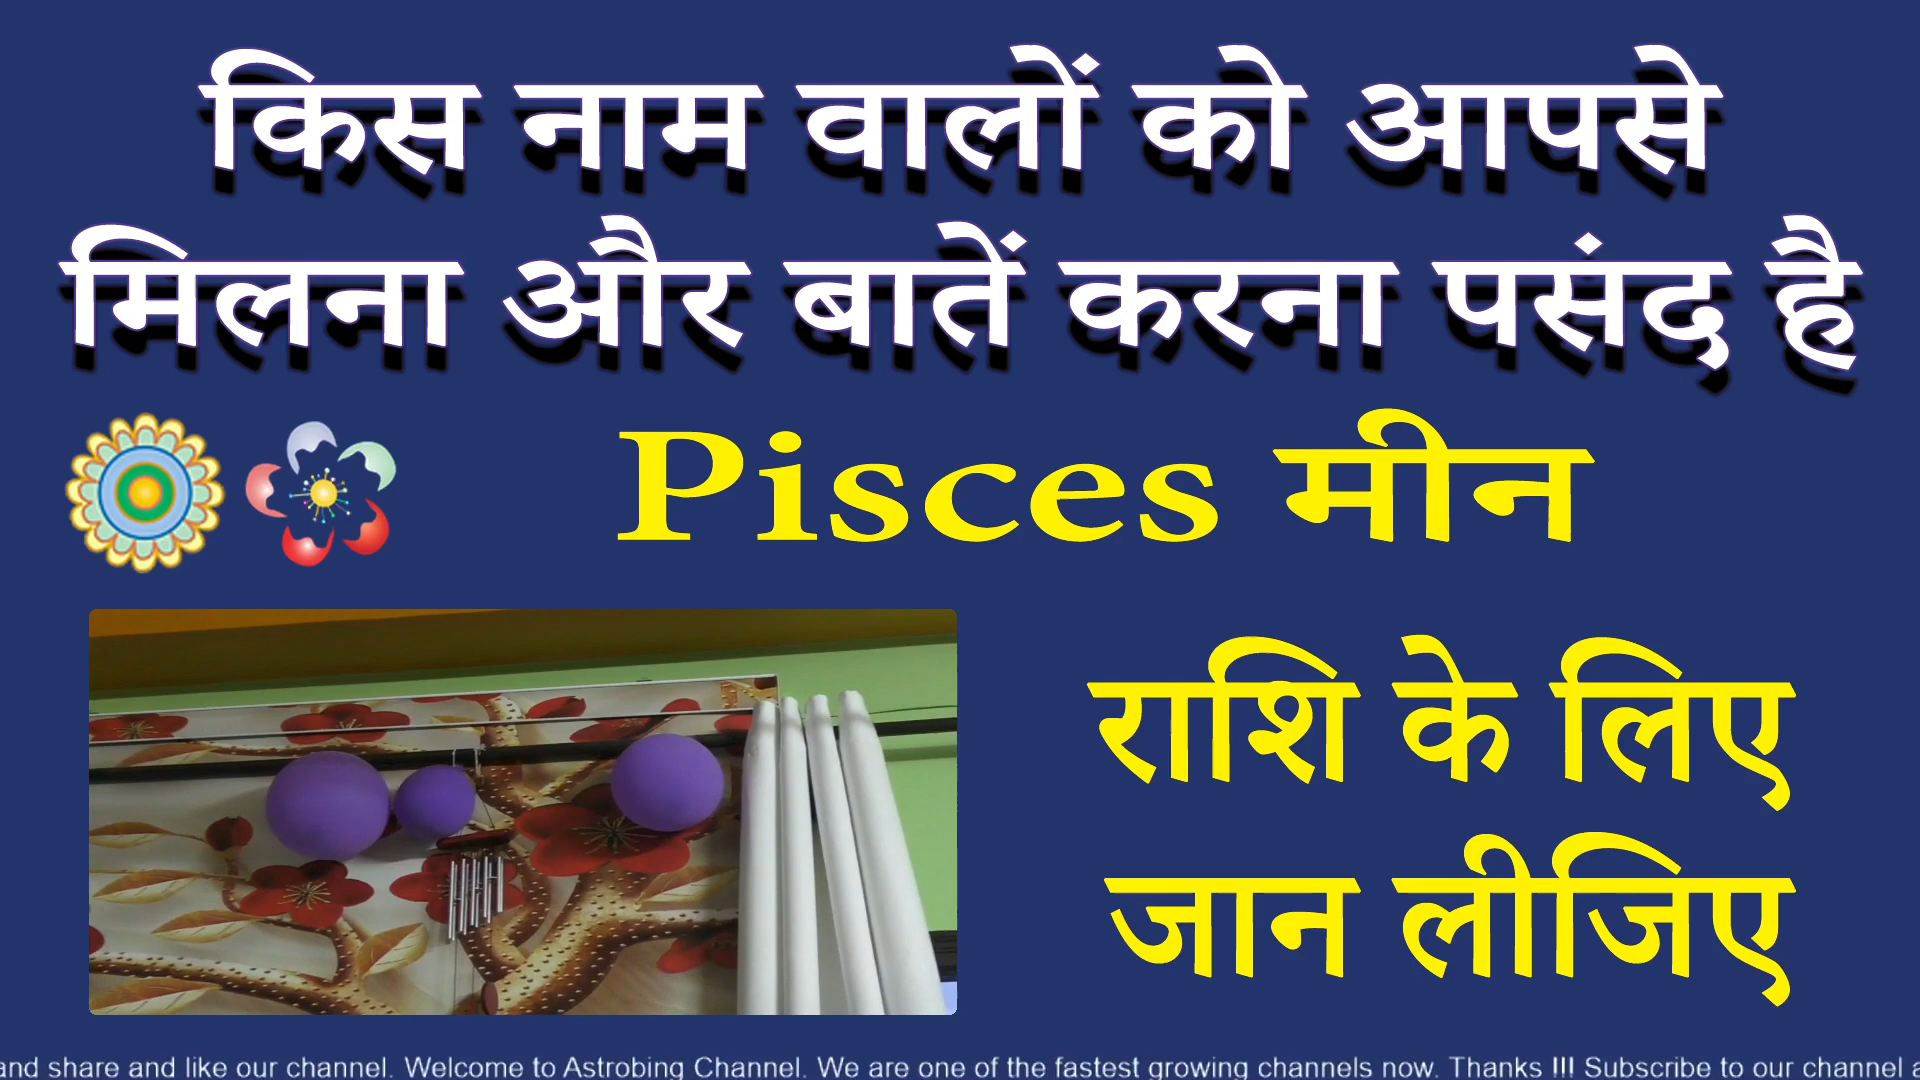 किस नाम वालों को आपसे
मिलना और बातें करना पसंद है
Pisces मीन
राशि के लिए
जान लीजिए
and share and like our channel. Welcome to Astrobing Channel. We are one of the fastest growing channels now. Thanks !!! Subscribe to our channel a